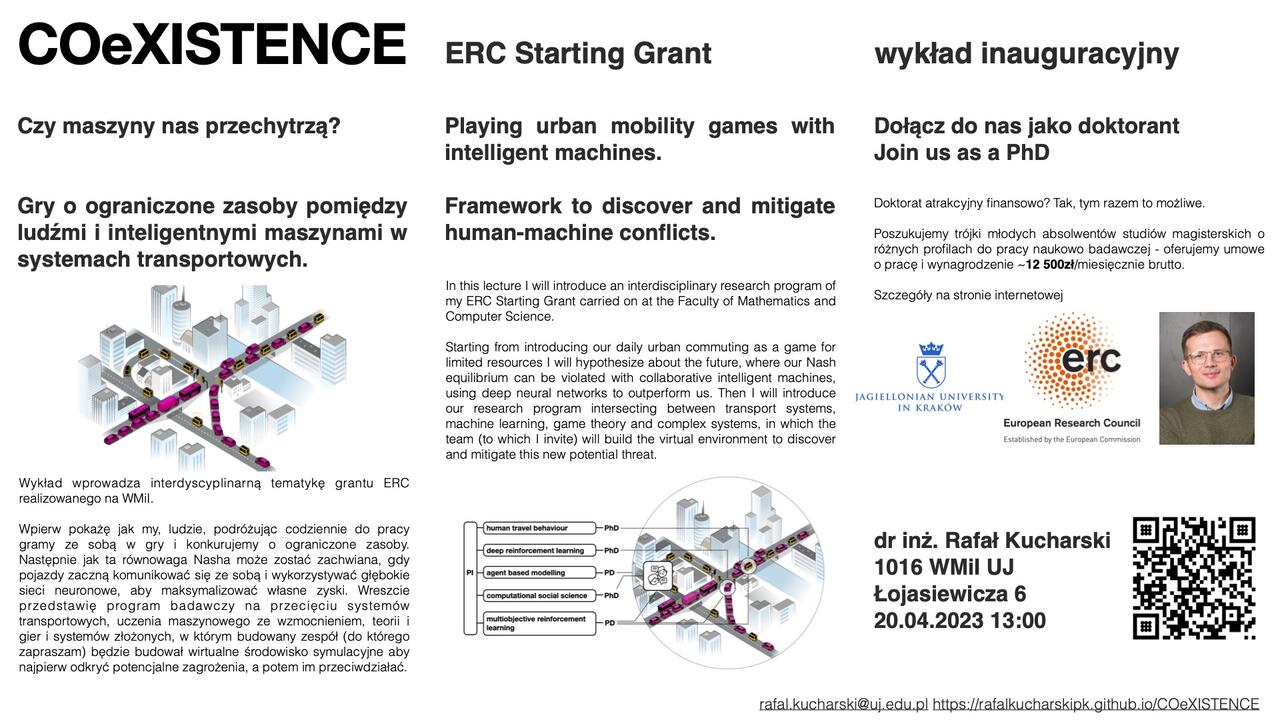 COeXISTENCE
Czy maszyny nas przechytrzą?
Gry o ograniczone zasoby pomiędzy
ludźmi i inteligentnymi maszynami w
systemach transportowych.
Wykład wprowadza interdyscyplinarną tematykę grantu ERC
realizowanego na WMiI.
Wpierw pokażę jak my, ludzie, podróżując codziennie do pracy
gramy ze sobą w gry i konkurujemy o ograniczone zasoby.
Następnie jak ta równowaga Nasha może zostać zachwiana, gdy
pojazdy zaczną komunikować się ze sobą i wykorzystywać głębokie
sieci neuronowe, aby maksymalizować własne zyski. Wreszcie
przedstawię program badawczy na przecięciu systemów
transportowych, uczenia maszynowego ze wzmocnieniem, teorii i
gier i systemów złożonych, w którym budowany zespół (do którego
zapraszam) będzie budował wirtualne środowisko symulacyjne aby
najpierw odkryć potencjalne zagrożenia, a potem im przeciwdziałać.
ERC Starting Grant
Playing urban mobility games with
intelligent machines.
Framework to discover and mitigate
human-machine conflicts.
In this lecture I will introduce an interdisciplinary research program of
my ERC Starting Grant carried on at the Faculty of Mathematics and
Computer Science.
Starting from introducing our daily urban commuting as a game for
limited resources I will hypothesize about the future, where our Nash
equilibrium can be violated with collaborative intelligent machines,
using deep neural networks to outperform us. Then I will introduce
our research program intersecting between transport systems,
machine learning, game theory and complex systems, in which the
team (to which I invite) will build the virtual environment to discover
and mitigate this new potential threat.
PI
human travel behaviour PhD
deep reinforcement learning PhD
agent based modelling PD
computational social science PhD
multiobjective reinforcement
learning PD
wykład inauguracyjny
Dołącz do nas jako doktorant
Join us as a PhD
Doktorat atrakcyjny finansowo? Tak, tym razem to możliwe.
Poszukujemy trójki młodych absolwentów studiów magisterskich o
różnych profilach do pracy naukowo badawczej - oferujemy umowe
o pracę i wynagrodzenie ~12 500zł/miesięcznie brutto.
Szczegóły na stronie internetowej
JAGIELLONIAN UNIVERSITY
IN KRAKÓW
erc
European Research Council
Established by the European Commission
dr inż. Rafał Kucharski
1016 WMiI UJ
Łojasiewicza 6
20.04.2023 13:00
rafal.kucharski@uj.edu.pl https://rafalkucharskipk.github.io/COeXISTENCE